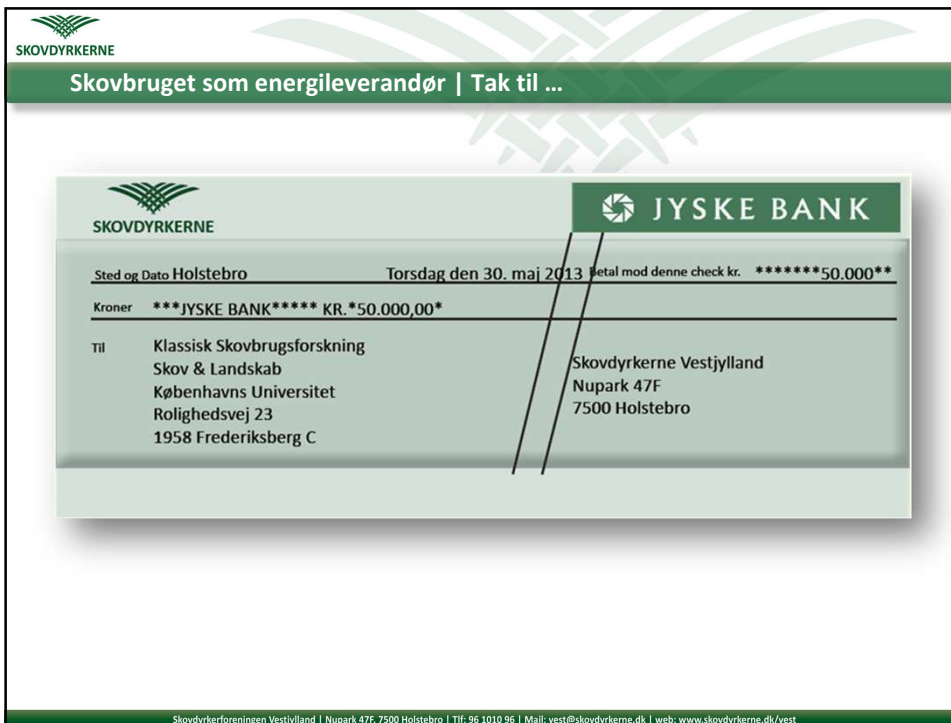 SKOVDYRKERNE
Skovbruget som energileverandør | Tak til ...
SKOVDYRKERNE
JYSKE BANK
Sted og Dato Holstebro Torsdag den 30. maj 2013 Betal mod denne check kr. *******50.000**
Kroner ***JYSKE BANK***** KR.*50.000,00*
Til Klassisk Skovbrugsforskning
Skov & Landskab
Københavns Universitet
Rolighedsvej 23
1958 Frederiksberg C
Skovdyrkerne Vestjylland
Nupark 47F
7500 Holstebro
Skovdyrkerforeningen Vestjylland | Nupark 47F, 7500 Holstebro | Tlf: 96 1010 96 | Mail: vest@skovdyrkerne.dk | web: www.skovdyrkerne.dk/vest